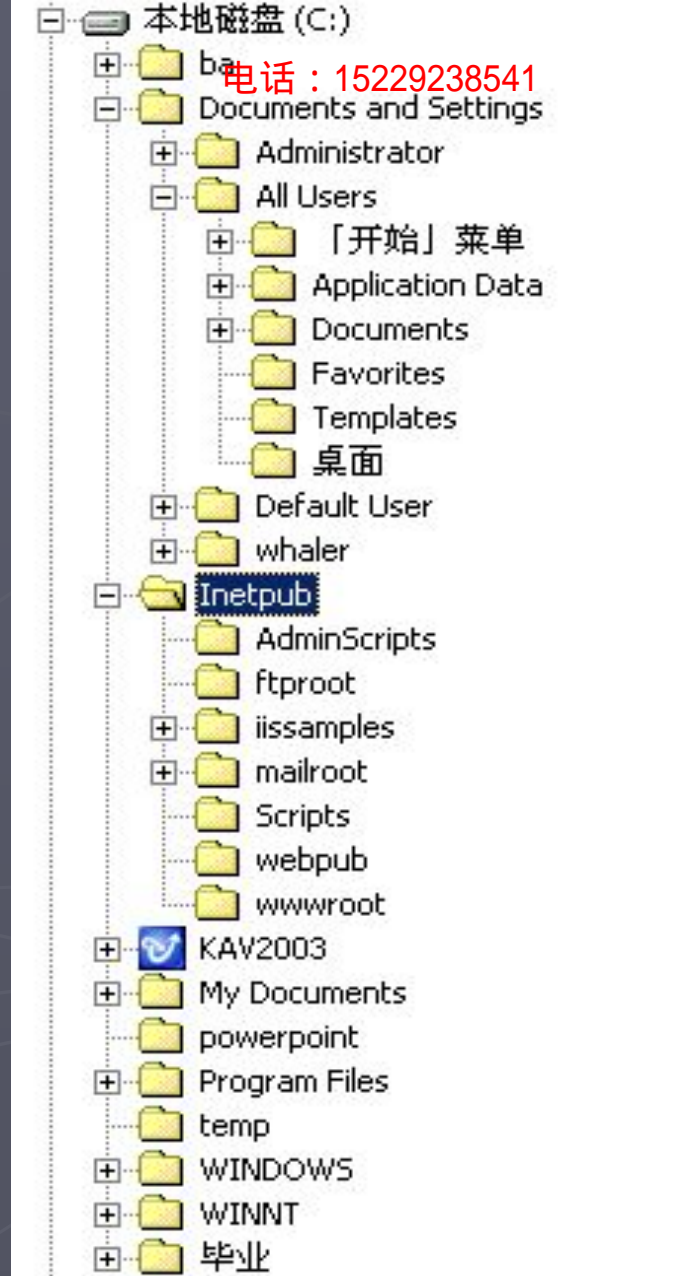 本地磁盘 (C:)
ba
电话：15229238541
Documents and Settings
Administrator
All Users
「开始」菜单
Application Data
Documents
Favorites
Templates
桌面
Default User
whaler
Inetpub
AdminScripts
ftproot
iissamples
mailroot
Scripts
webpub
wwwroot
KAV2003
My Documents
powerpoint
Program Files
temp
WINDOWS
WINNT
毕业